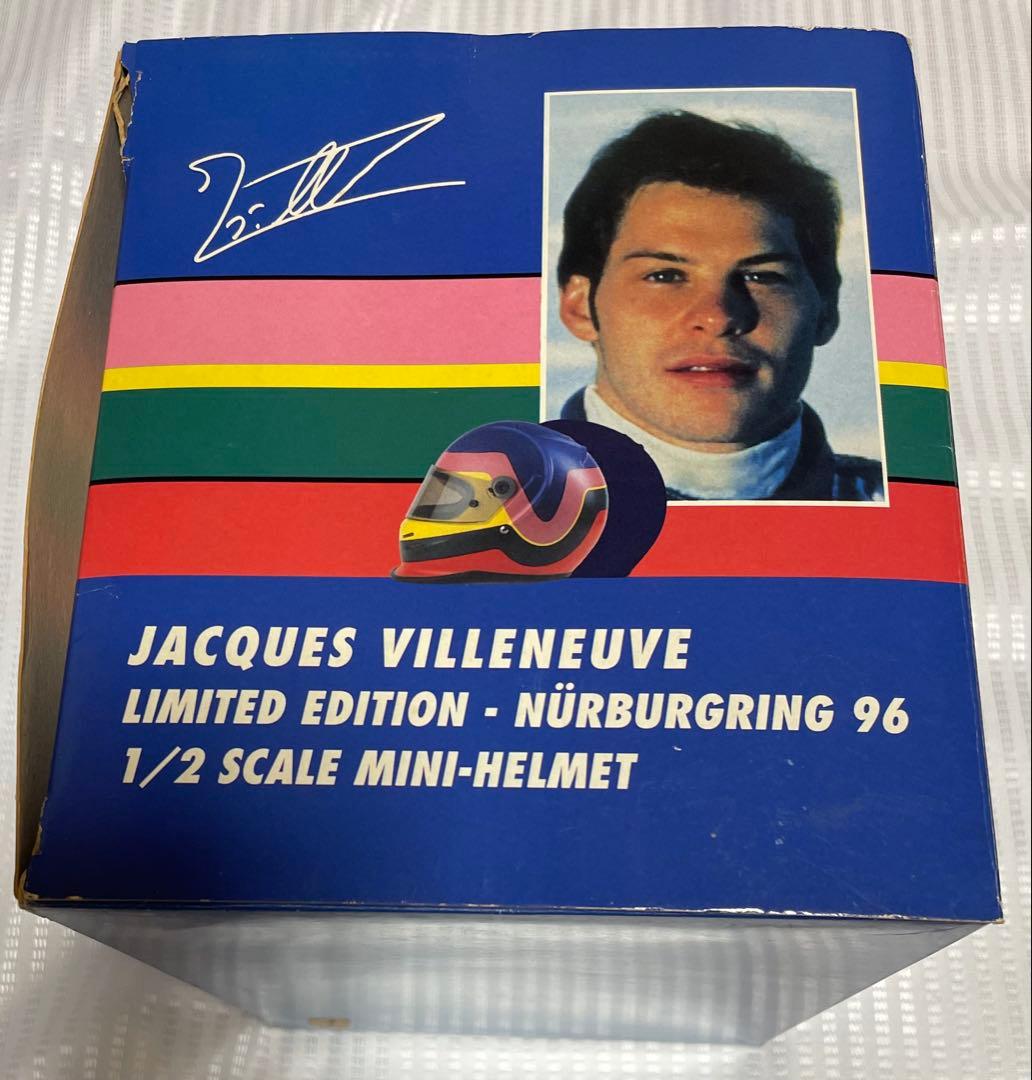 JACQUES VILLENEUVE
LIMITED EDITION - NÜRBURGRING 96
1/2 SCALE MINI-HELMET